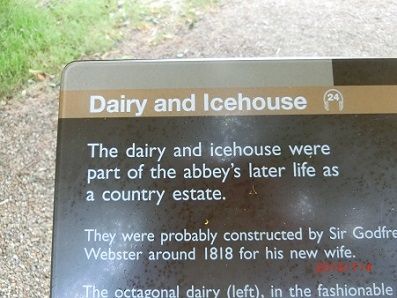 Dairy and Icehouse 24
The dairy and icehouse were
part of the abbey's later life as
a country estate.
They were probably constructed by Sir Godfre
Webster around 1818 for his new wife.
The octagonal dairy (left), in the fashionable